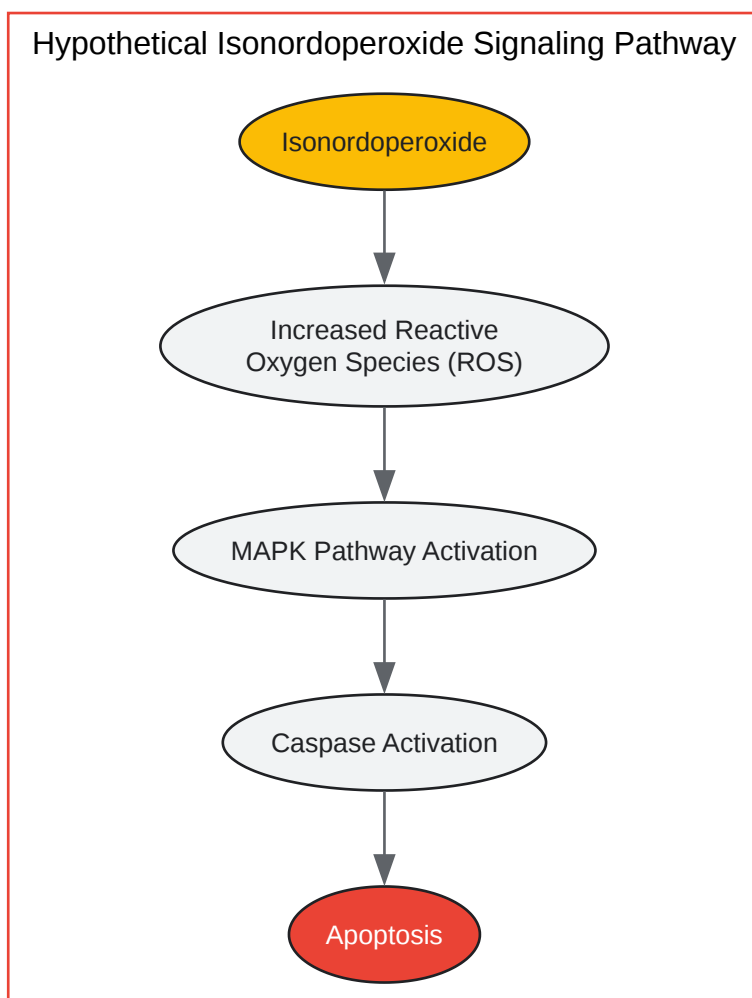 Hypothetical Isonordoperoxide Signaling Pathway
Isonordoperoxide
Increased Reactive
Oxygen Species (ROS)
MAPK Pathway Activation
Caspase Activation
Apoptosis